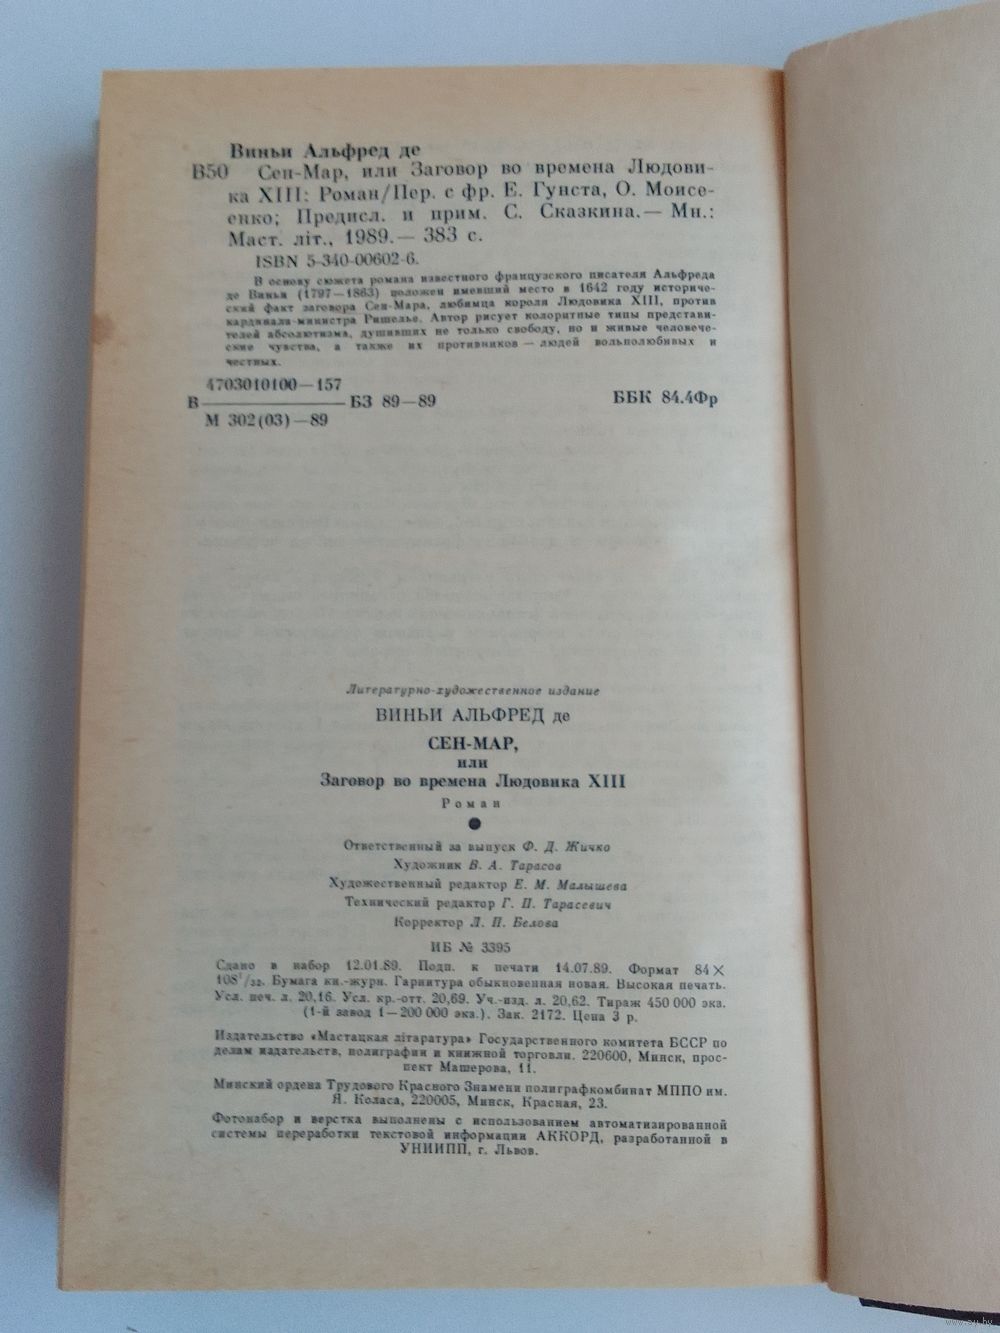 Виньи Альфред де
В50 Сен-Мар, или Заговор во времена Людови-
ка XIII: Роман/Пер. с фр. Е. Гунста, О. Моисе-
енко; Предисл. и прим. С. Сказкина.— Мн.:
Маст. літ., 1989.— 383 с.
ISBN 5-340-00602-6.
В основу сюжета романа известного французского писателя Альфреда
де Виньи (1797—1863) положен имевший место в 1642 году историче-
ский факт заговора Сен-Мара, любимца короля Людовика XIII, против
кардинала-министра Ришелье. Автор рисует колоритные типы представи-
телей абсолютизма, душивших не только свободу, но и живые человече-
ские чувства, а также их противников — людей вольнолюбивых и
честных.
4703010100—157
В ———— БЗ 89—89
М 302(03)—89
ББК 84.4Фр
Литературно-художественное издание
ВИНЬИ АЛЬФРЕД де
СЕН-МАР,
или
Заговор во времена Людовика XIII
Роман
Ответственный за выпуск Ф. Д. Жичко
Художник В. А. Тарасов
Художественный редактор Е. М. Малышева
Технический редактор Г. П. Тарасевич
Корректор Л. П. Белова
ИБ № 3395
Сдано в набор 12.01.89. Подп. к печати 14.07.89. Формат 84×
108¹/₃₂. Бумага кн.-журн. Гарнитура обыкновенная новая. Высокая печать.
Усл. печ. л. 20,16. Усл. кр.-отт. 20,69. Уч.-изд. л. 20,62. Тираж 450 000 экз.
(1-й завод 1—200 000 экз.). Зак. 2172. Цена 3 р.
Издательство «Мастацкая літаратура» Государственного комитета БССР по
делам издательств, полиграфии и книжной торговли. 220600, Минск, прос-
пект Машерова, 11.
Минский ордена Трудового Красного Знамени полиграфкомбинат МППО им.
Я. Коласа, 220005, Минск, Красная, 23.
Фотонабор и верстка выполнены с использованием автоматизированной
системы переработки текстовой информации АККОРД, разработанной в
УНИИПП, г. Львов.
www.ay.by